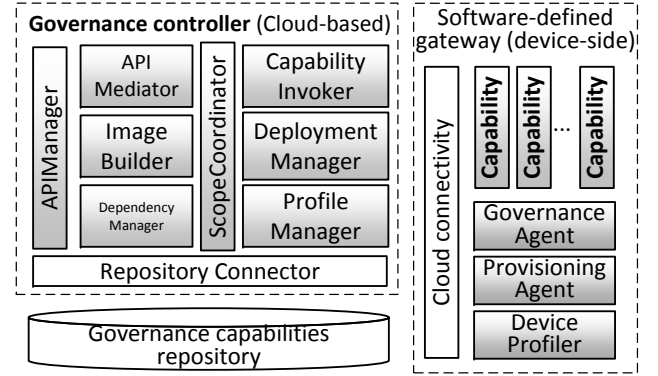 Governance controller (Cloud-based)
APIManager
API
Mediator
Image
Builder
Dependency
Manager
ScopeCoordinator
Capability
Invoker
Deployment
Manager
Profile
Manager
Repository Connector
Governance capabilities
repository
Software-defined
gateway (device-side)
Cloud connectivity
Capability
Capability
...
Capability
Governance
Agent
Provisioning
Agent
Device
Profiler